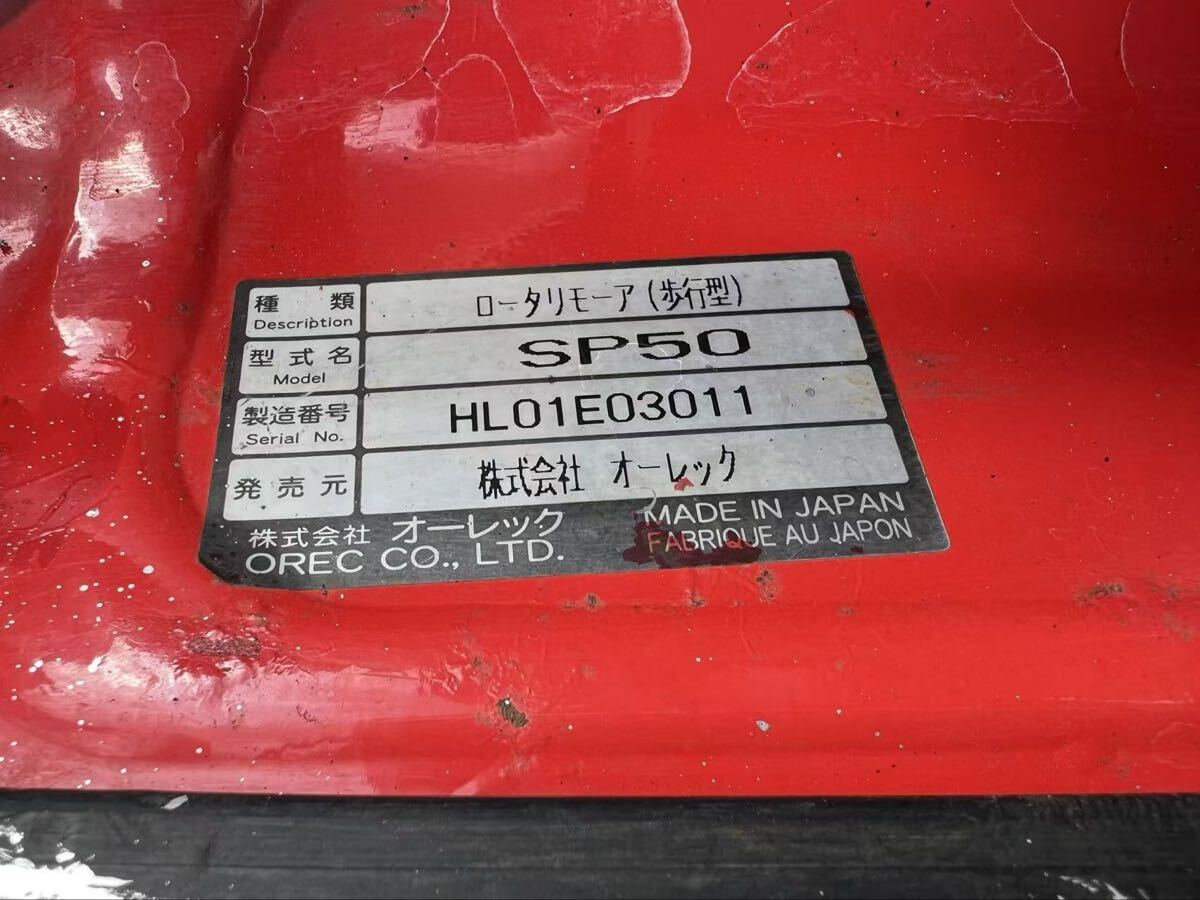 種類 ロータリモーア(歩行型)
Description
型式名 SP50
Model
製造番号 HL01E03011
Serial No.
発売元 株式会社 オーレック
株式会社 オーレック MADE IN JAPAN
OREC CO., LTD. FABRIQUE AU JAPON